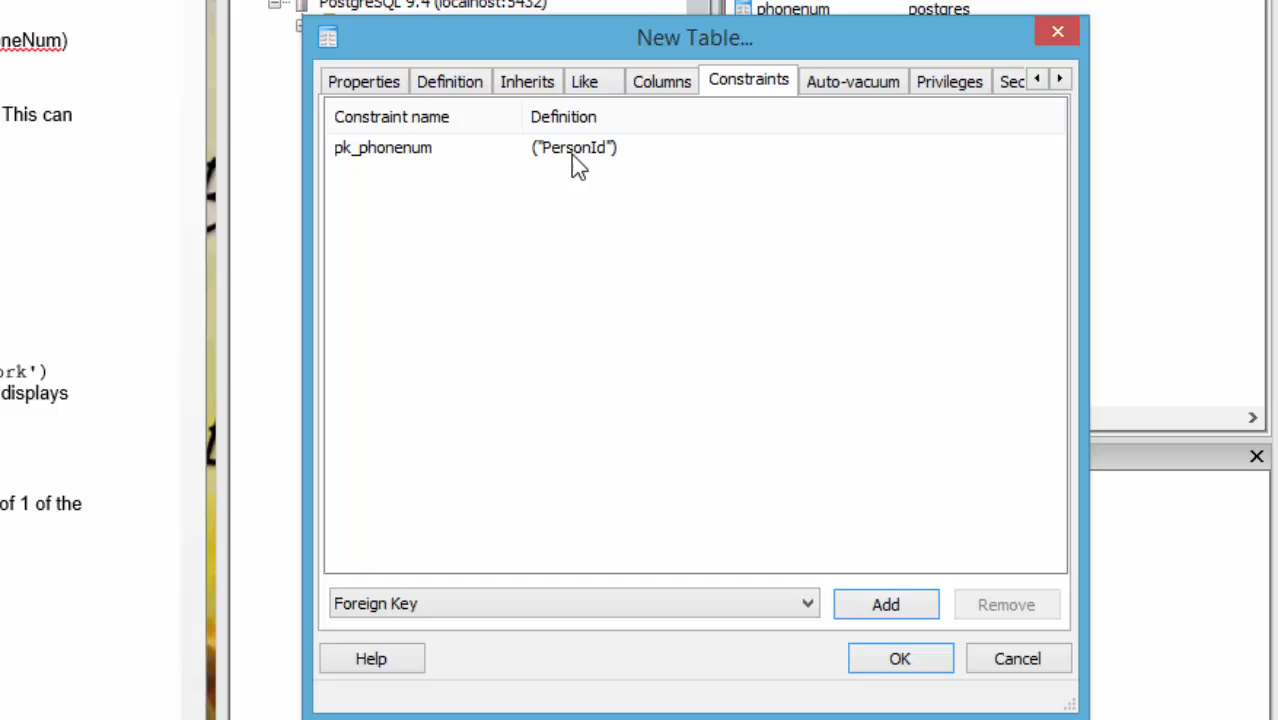 PostgreSQL 9.4 (localhost:5432)
phonenum postgres
oneNum)
New Table...
Properties Definition Inherits Like Columns Constraints Auto-vacuum Privileges Sec
This can
Constraint name Definition
pk_phonenum ("PersonId")
ork')
displays
of 1 of the
Foreign Key Add Remove
Help OK Cancel